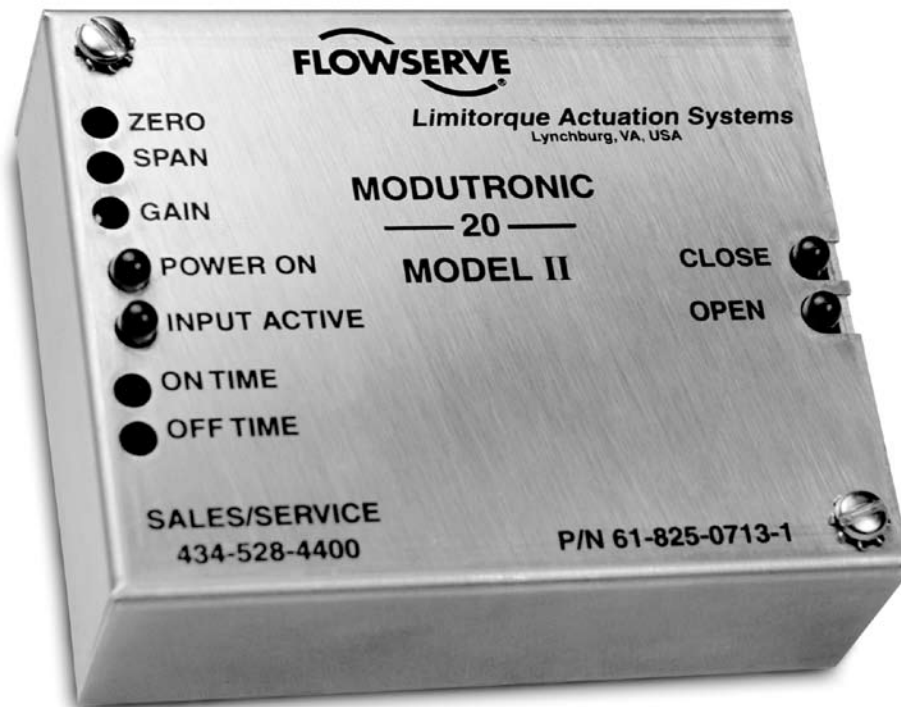 FLOWSERVE
®
Limitorque Actuation Systems
Lynchburg, VA, USA
ZERO
SPAN
GAIN
POWER ON
INPUT ACTIVE
ON TIME
OFF TIME
MODUTRONIC
20
MODEL II
CLOSE
OPEN
SALES/SERVICE
434-528-4400
P/N 61-825-0713-1